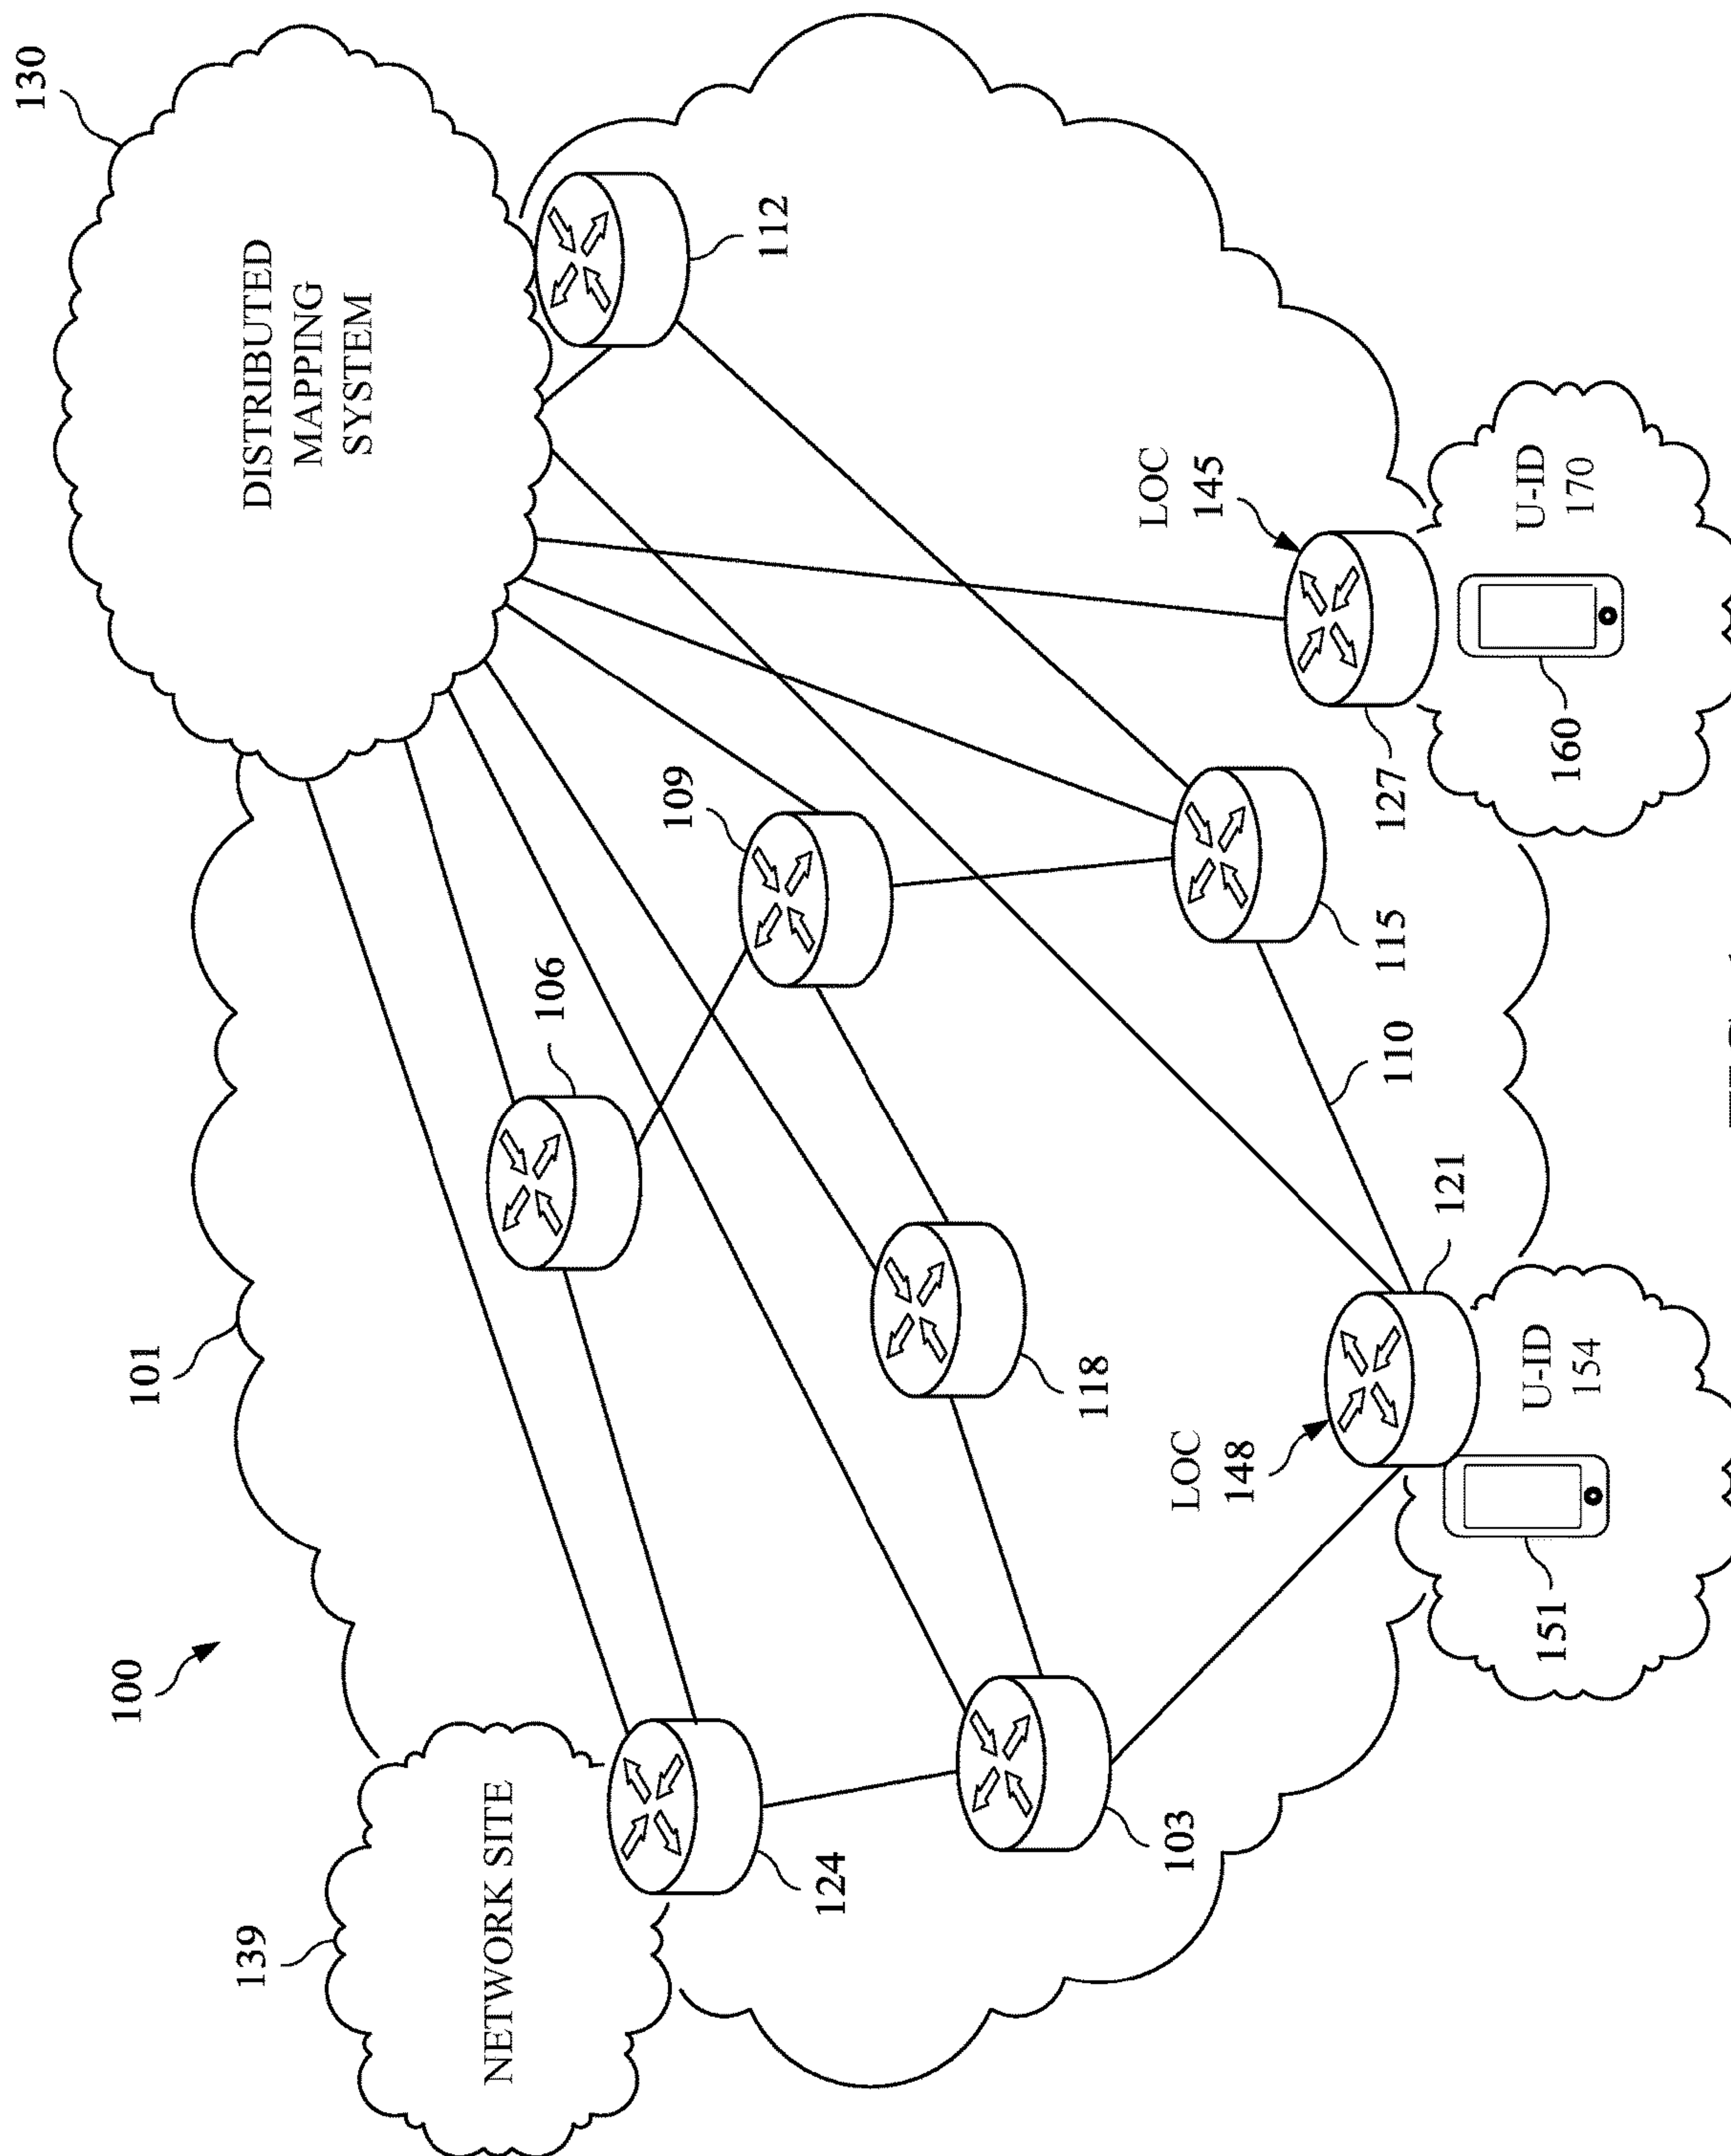 130
100
101
139
DISTRIBUTED
MAPPING
SYSTEM
NETWORK SITE
106
109
112
124
118
LOC
145
103
LOC
148
110
115
127
121
U-ID
154
U-ID
170
151
160